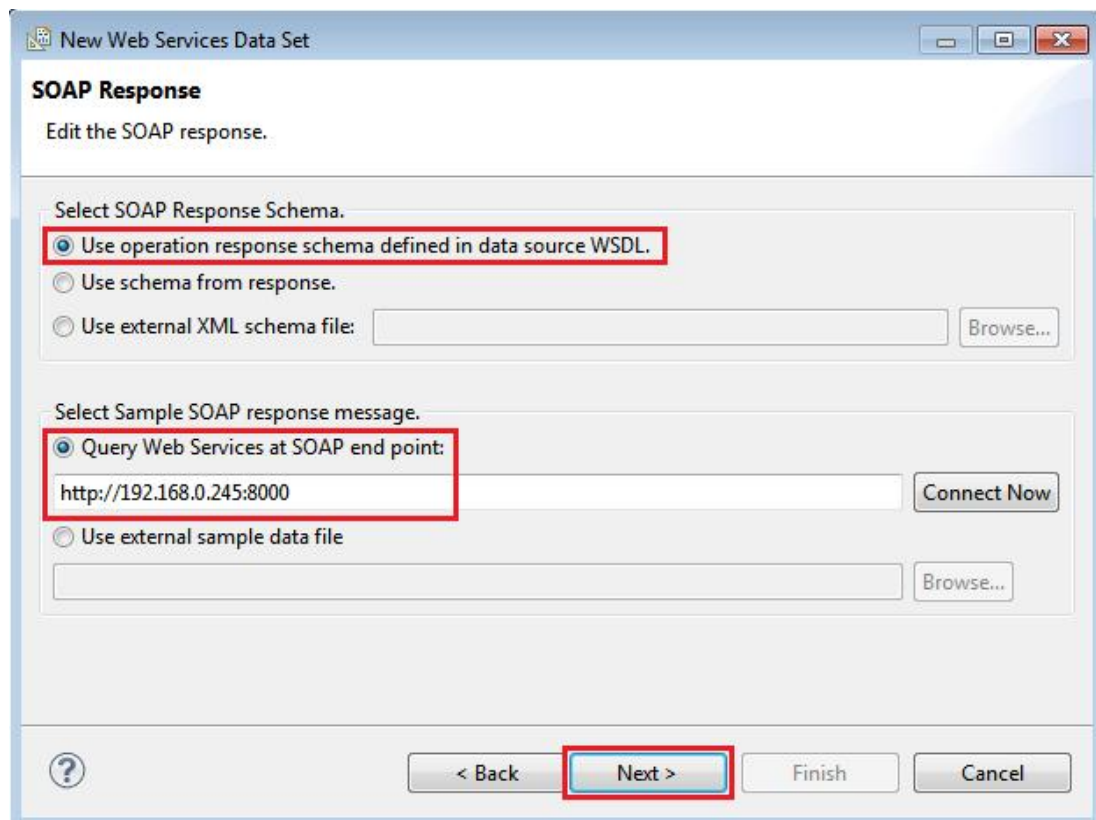 New Web Services Data Set
SOAP Response
Edit the SOAP response.
Select SOAP Response Schema.
Use operation response schema defined in data source WSDL.
Use schema from response.
Use external XML schema file:
Browse...
Select Sample SOAP response message.
Query Web Services at SOAP end point:
http://192.168.0.245:8000
Connect Now
Use external sample data file
Browse...
?
< Back
Next >
Finish
Cancel